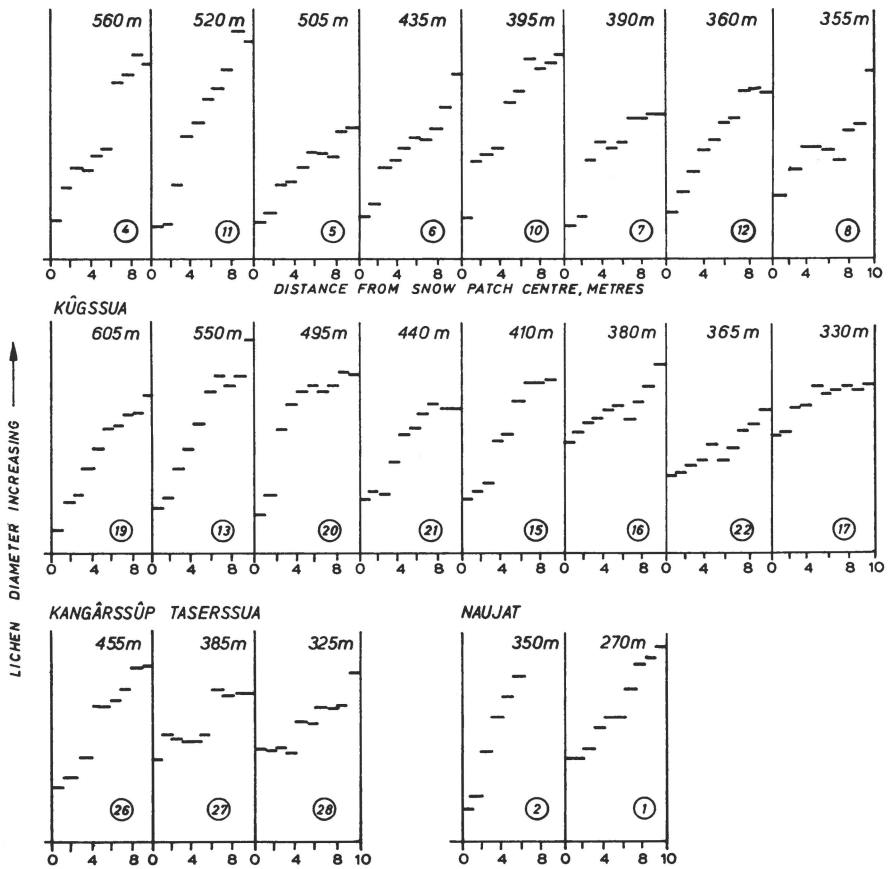 560m 520m 505m 435m 395m 390m 360m 355m
4 11 5 6 10 7 12 8
0 4 8 0 4 8 0 4 8 0 4 8 0 4 8 0 4 8 0 4 8 0 4 8 10
DISTANCE FROM SNOW PATCH CENTRE, METRES
KÛGSSUA
605m 550m 495m 440m 410m 380m 365m 330m
19 13 20 21 15 16 22 17
0 4 8 0 4 8 0 4 8 0 4 8 0 4 8 0 4 8 0 4 8 0 4 8 10
LICHEN DIAMETER INCREASING
KANGÂRSSÛP TASERSSUA NAUJAT
455m 385m 325m 350m 270m
26 27 28 2 1
0 4 8 0 4 8 0 4 8 10 0 4 8 0 4 8 10